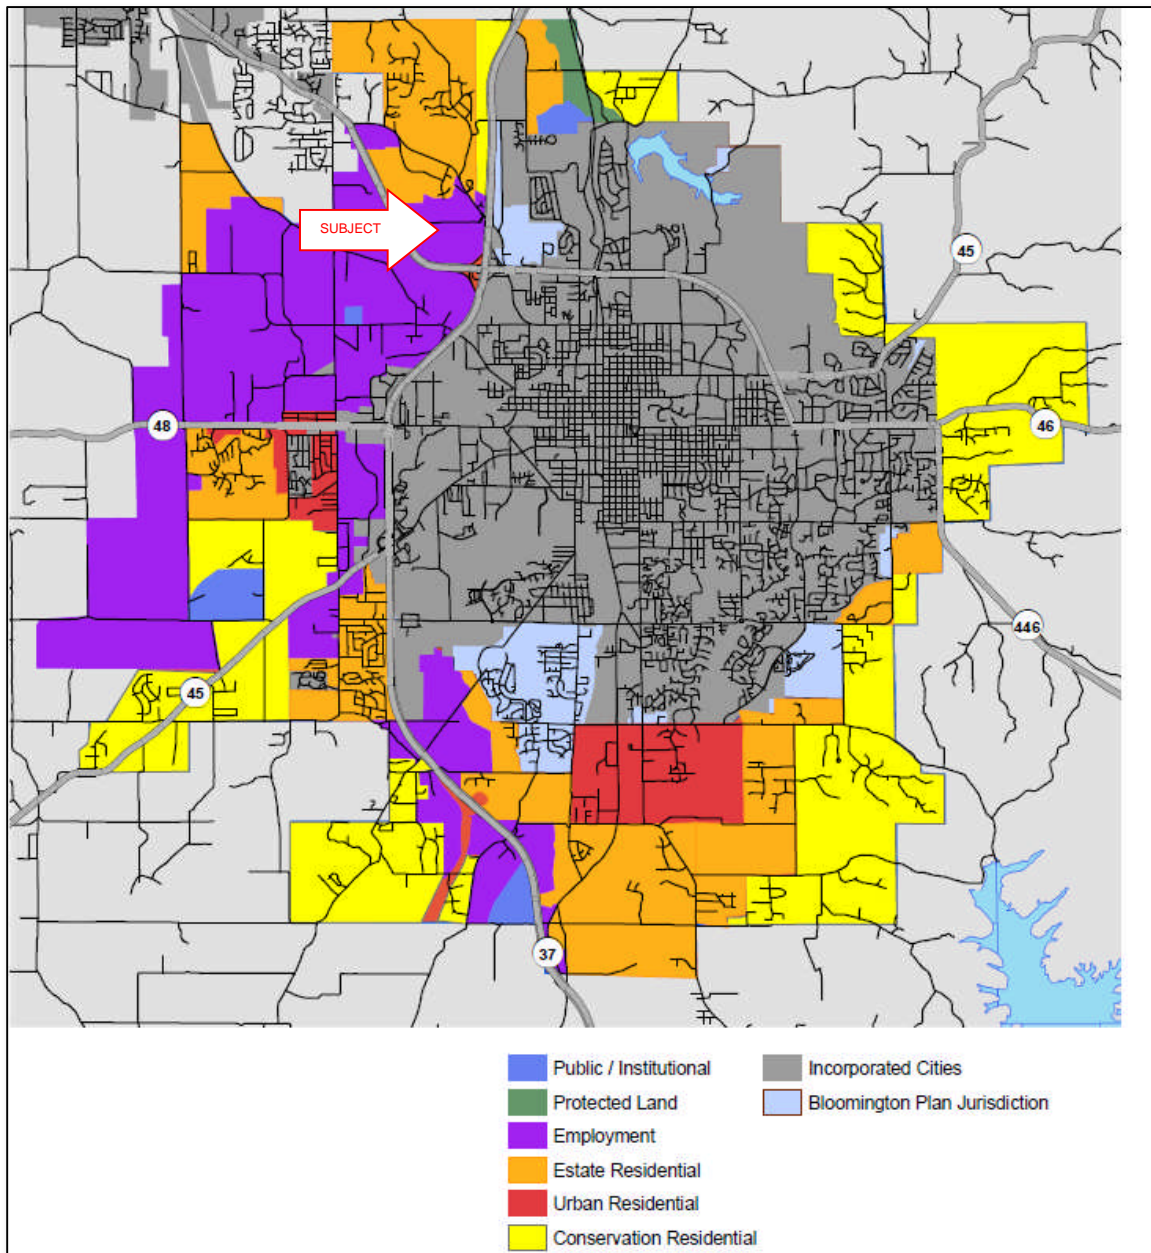 SUBJECT
45
48
46
446
45
37
Public / Institutional
Incorporated Cities
Protected Land
Bloomington Plan Jurisdiction
Employment
Estate Residential
Urban Residential
Conservation Residential